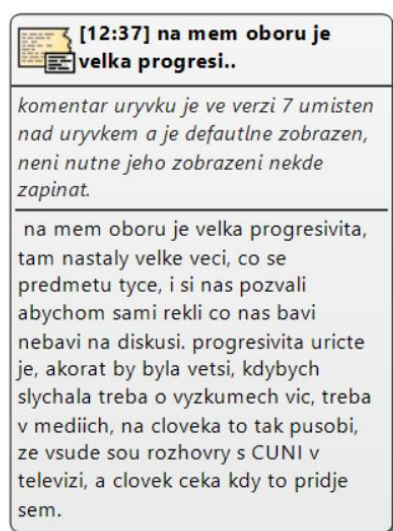 [12:37] na mem oboru je
velka progresi..
komentar uryvku je ve verzi 7 umisten
nad uryvkem a je defautlne zobrazen,
neni nutne jeho zobrazeni nekde
zapinat.
na mem oboru je velka progresivita,
tam nastaly velke veci, co se
predmetu tyce, i si nas pozvali
abychom sami rekli co nas bavi
nebavi na diskusi. progresivita uricte
je, akorat by byla vetsi, kdybych
slychala treba o vyzkumech vic, treba
v mediich, na cloveka to tak pusobi,
ze vsude sou rozhovry s CUNI v
televizi, a clovek ceka kdy to pridje
sem.